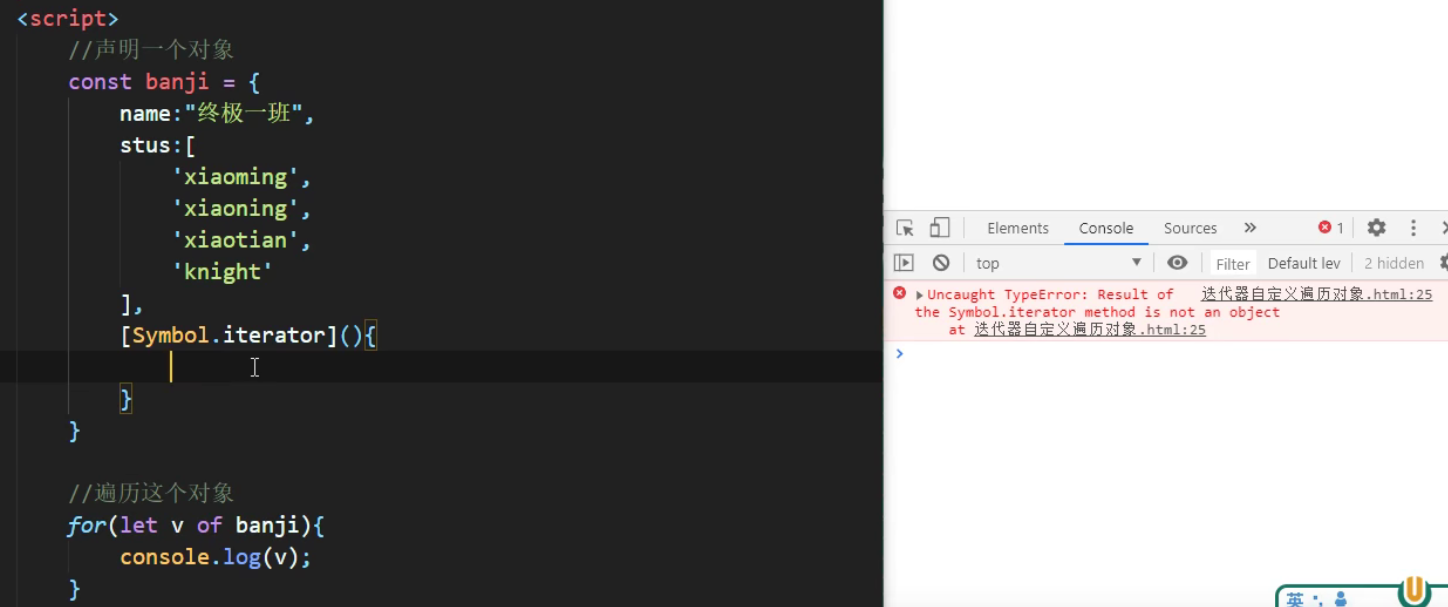 <script>
//声明一个对象
const banji = {
name:"终极一班",
stus:[
'xiaoming',
'xiaoning',
'xiaotian',
'knight'
],
[Symbol.iterator](){
}
}
//遍历这个对象
for(let v of banji){
console.log(v);
}
Elements Console Sources » 1
top Filter Default lev 2 hidden
Uncaught TypeError: Result of 迭代器自定义遍历对象.html:25
the Symbol.iterator method is not an object
at 迭代器自定义遍历对象.html:25
英